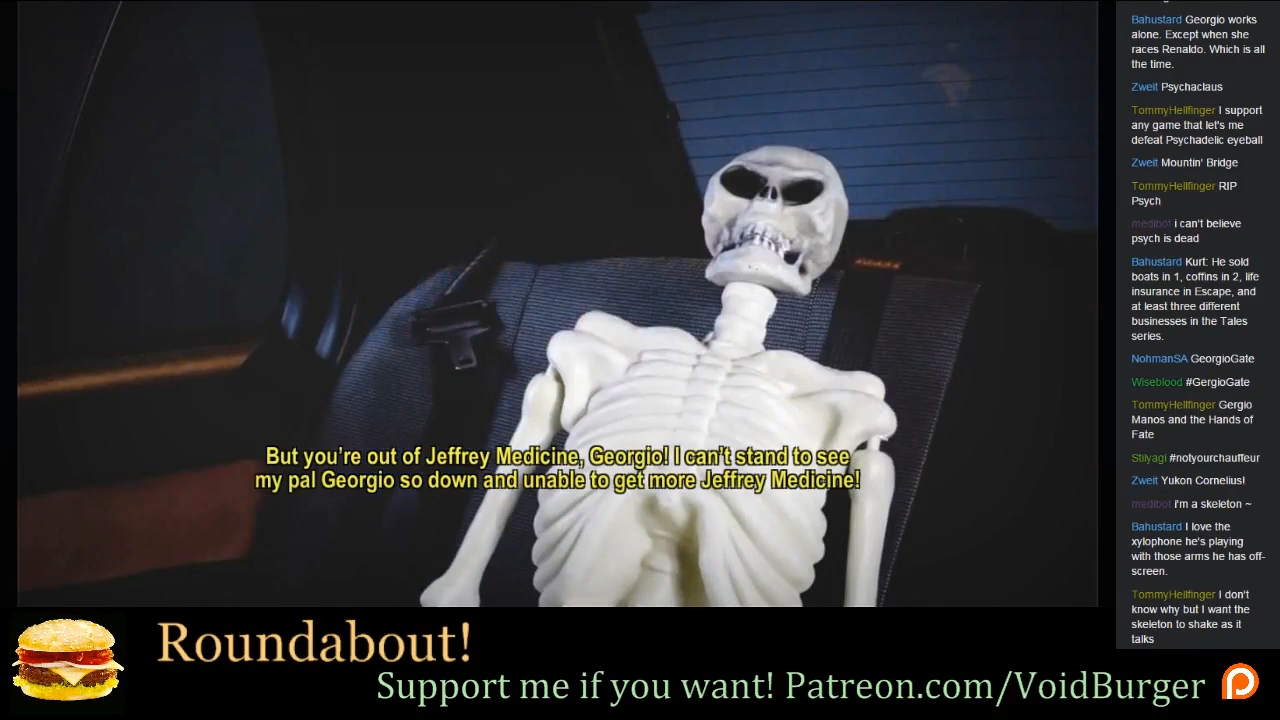 But you're out of Jeffrey Medicine, Georgio! I can't stand to see
my pal Georgio so down and unable to get more Jeffrey Medicine!
Bahustard Georgio works
alone. Except when she
races Renaldo. Which is all
the time.
Zweit Psychaclaus
TommyHellfinger I support
any game that let's me
defeat Psychadelic eyeball
Zweit Mountin' Bridge
TommyHellfinger RIP
Psych
medibot i can't believe
psych is dead
Bahustard Kurt: He sold
boats in 1, coffins in 2, life
insurance in Escape, and
at least three different
businesses in the Tales
series.
NohmanSA GeorgioGate
Wiseblood #GergioGate
TommyHellfinger Gergio
Manos and the Hands of
Fate
Stilyagi #notyourchauffeur
Zweit Yukon Cornelius!
medibot i'm a skeleton ~
Bahustard I love the
xylophone he's playing
with those arms he has off-
screen.
TommyHellfinger I don't
know why but I want the
skeleton to shake as it
talks
Roundabout!
Support me if you want! Patreon.com/VoidBurger